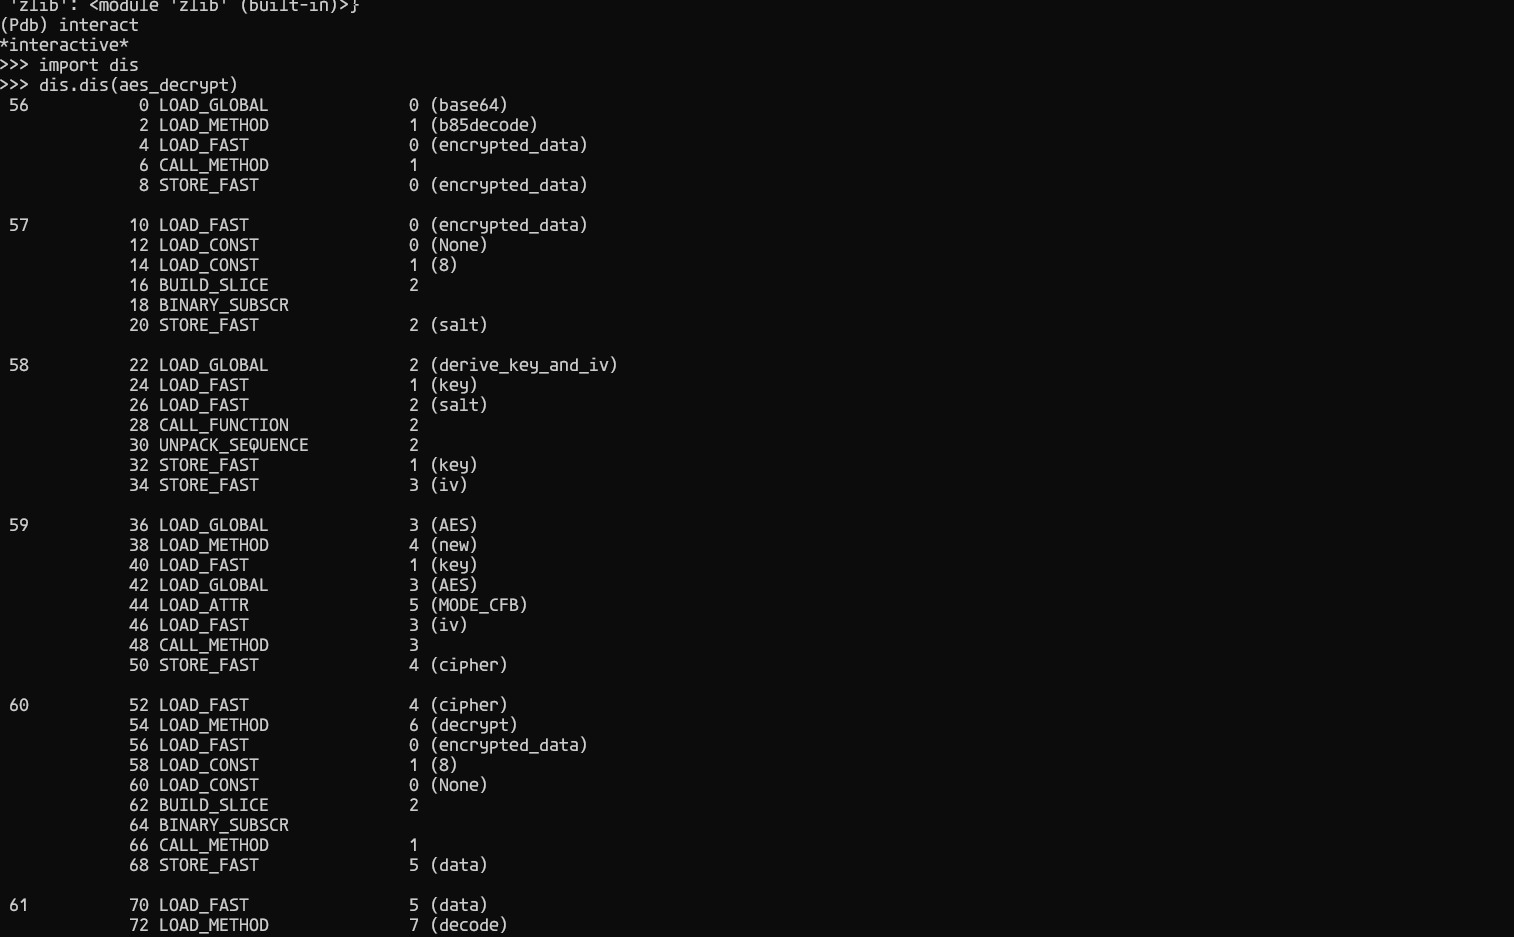 'zlib': <module 'zlib' (built-in)>}
(Pdb) interact
*interactive*
>>> import dis
>>> dis.dis(aes_decrypt)
 56           0 LOAD_GLOBAL              0 (base64)
              2 LOAD_METHOD              1 (b85decode)
              4 LOAD_FAST                0 (encrypted_data)
              6 CALL_METHOD              1
              8 STORE_FAST               0 (encrypted_data)

 57          10 LOAD_FAST                0 (encrypted_data)
             12 LOAD_CONST               0 (None)
             14 LOAD_CONST               1 (8)
             16 BUILD_SLICE              2
             18 BINARY_SUBSCR
             20 STORE_FAST               2 (salt)

 58          22 LOAD_GLOBAL              2 (derive_key_and_iv)
             24 LOAD_FAST                1 (key)
             26 LOAD_FAST                2 (salt)
             28 CALL_FUNCTION            2
             30 UNPACK_SEQUENCE          2
             32 STORE_FAST               1 (key)
             34 STORE_FAST               3 (iv)

 59          36 LOAD_GLOBAL              3 (AES)
             38 LOAD_METHOD              4 (new)
             40 LOAD_FAST                1 (key)
             42 LOAD_GLOBAL              3 (AES)
             44 LOAD_ATTR                5 (MODE_CFB)
             46 LOAD_FAST                3 (iv)
             48 CALL_METHOD              3
             50 STORE_FAST               4 (cipher)

 60          52 LOAD_FAST                4 (cipher)
             54 LOAD_METHOD              6 (decrypt)
             56 LOAD_FAST                0 (encrypted_data)
             58 LOAD_CONST               1 (8)
             60 LOAD_CONST               0 (None)
             62 BUILD_SLICE              2
             64 BINARY_SUBSCR
             66 CALL_METHOD              1
             68 STORE_FAST               5 (data)

 61          70 LOAD_FAST                5 (data)
             72 LOAD_METHOD              7 (decode)